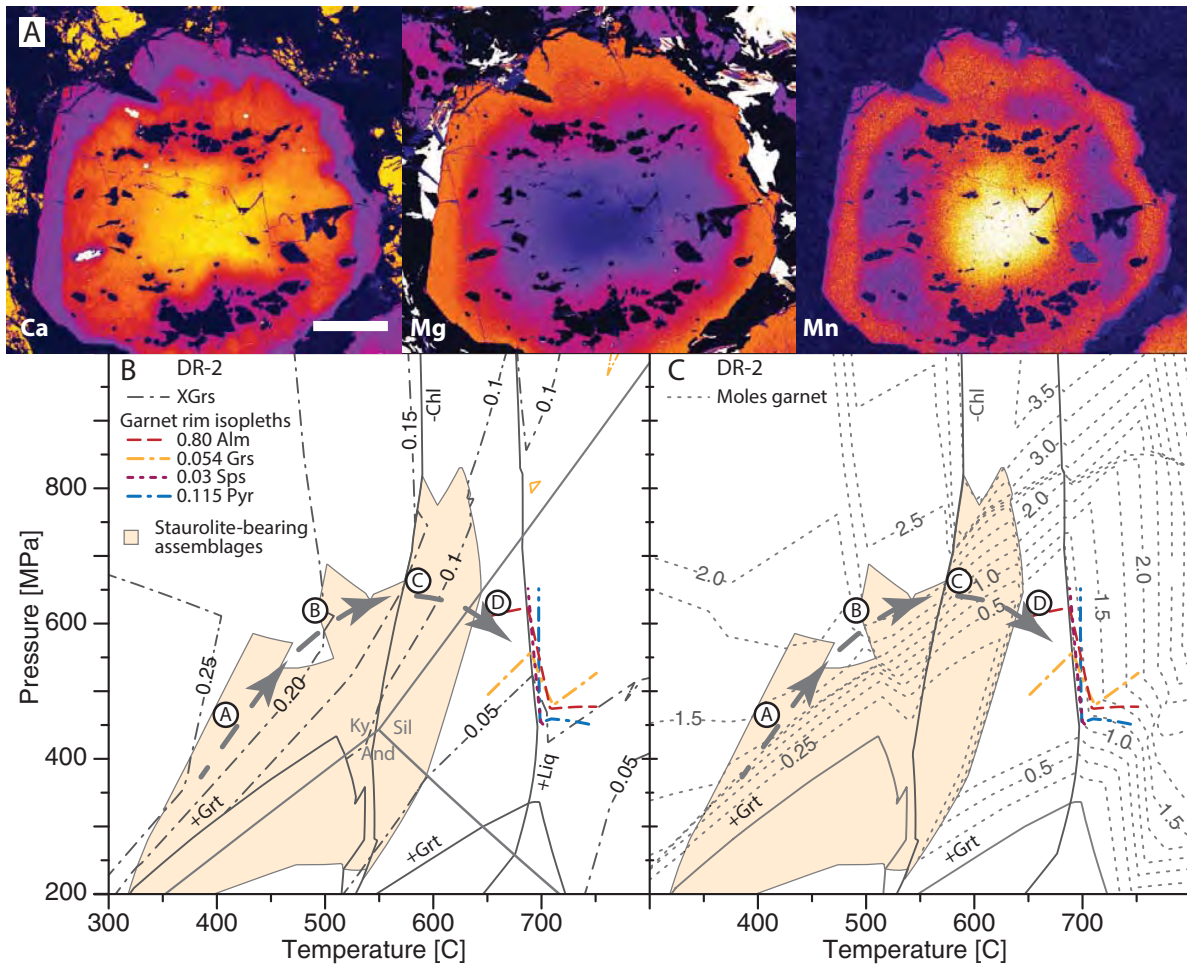 A
Ca
Mg
Mn
B
DR-2
XGrs
Garnet rim isopleths
0.80 Alm
0.054 Grs
0.03 Sps
0.115 Pyr
Staurolite-bearing
assemblages
0.15
-Chl
0.1
0.1
0.1
0.25
0.20
0.05
0.05
A
B
C
D
Ky
Sil
And
+Grt
+Grt
+Liq
Pressure [MPa]
800
600
400
200
300
400
500
600
700
Temperature [C]
C
DR-2
Moles garnet
-Chl
3.5
3.0
2.5
2.0
2.0
2.0
1.5
1.5
1.0
0.5
0.25
1.0
0.5
1.5
A
B
C
D
+Grt
+Grt
400
500
600
700
Temperature [C]